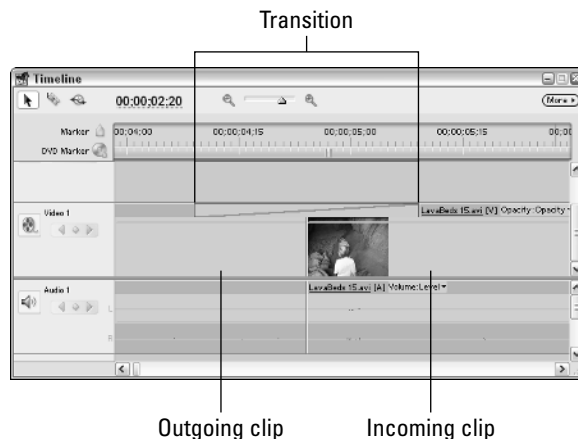 Transition
Timeline
00;00;02;20
More
Marker
00;04;00
00;00;04;15
00;00;05;00
00;00;05;15
00;00
DVD Marker
Video 1
LavaBeds 15.avi [V] Opacity:Opacity
Audio 1
LavaBeds 15.avi [A] Volume:Level
L
R
Outgoing clip
Incoming clip